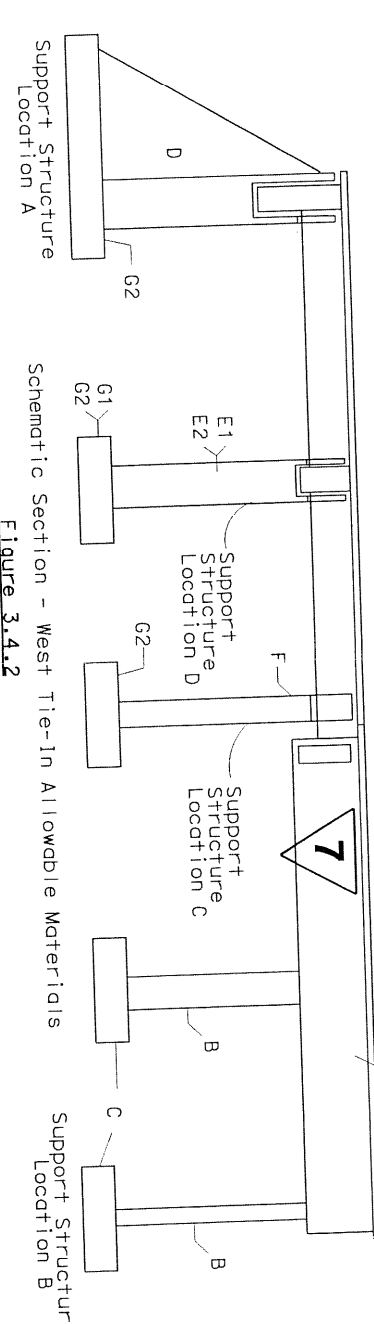 Support Structure
Location A
D
G2
G1
G2
E1
E2
Support
Structure
Location D
G2
F
Support
Structure
Location C
7
B
C
B
Support Structur
Location B
Schematic Section - West Tie-In Allowable Materials
Figure 3.4.2